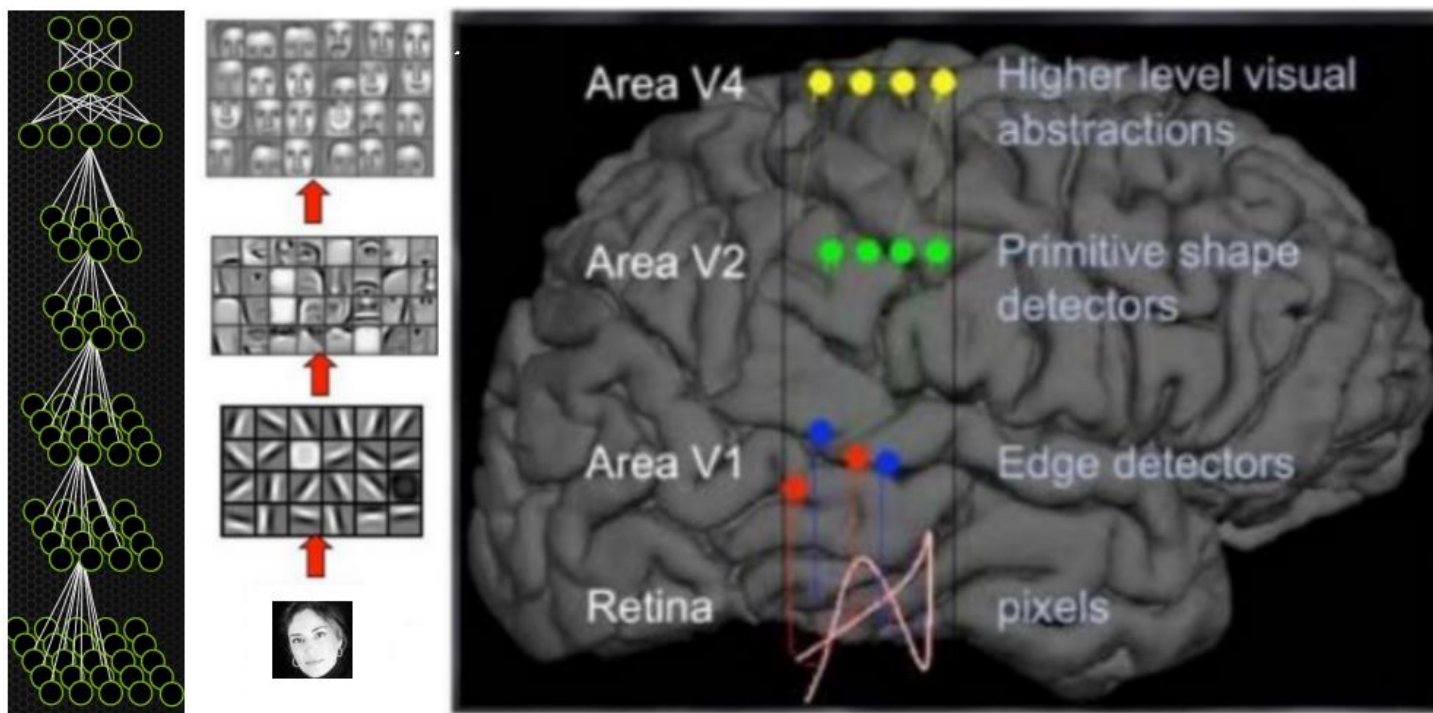 Area V4
Higher level visual
abstractions
Area V2
Primitive shape
detectors
Area V1
Edge detectors
Retina
pixels